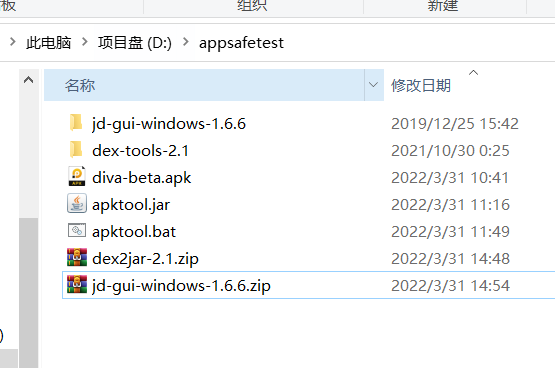 板 组织 新建
此电脑 项目盘 (D:) appsafetest
名称 修改日期
jd-gui-windows-1.6.6 2019/12/25 15:42
dex-tools-2.1 2021/10/30 0:25
diva-beta.apk 2022/3/31 10:41
apktool.jar 2022/3/31 11:16
apktool.bat 2022/3/31 11:49
dex2jar-2.1.zip 2022/3/31 14:48
jd-gui-windows-1.6.6.zip 2022/3/31 14:54
)